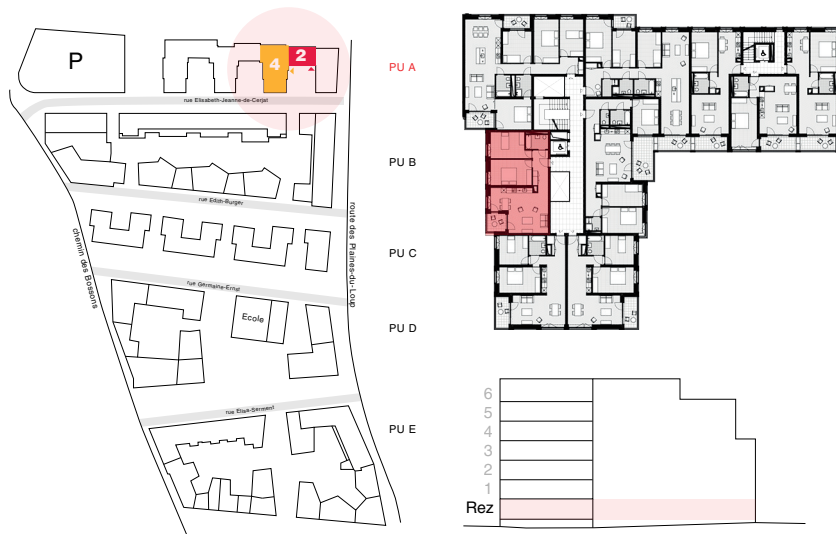 P
4
2
PU A
rue Elisabeth-Jeanne-de-Cerjat
PU B
rue Edith-Burger
route des Plaines-du-Loup
chemin des Bossons
PU C
rue Germaine-Ernst
Ecole
PU D
rue Elisa-Serment
PU E
6
5
4
3
2
1
Rez